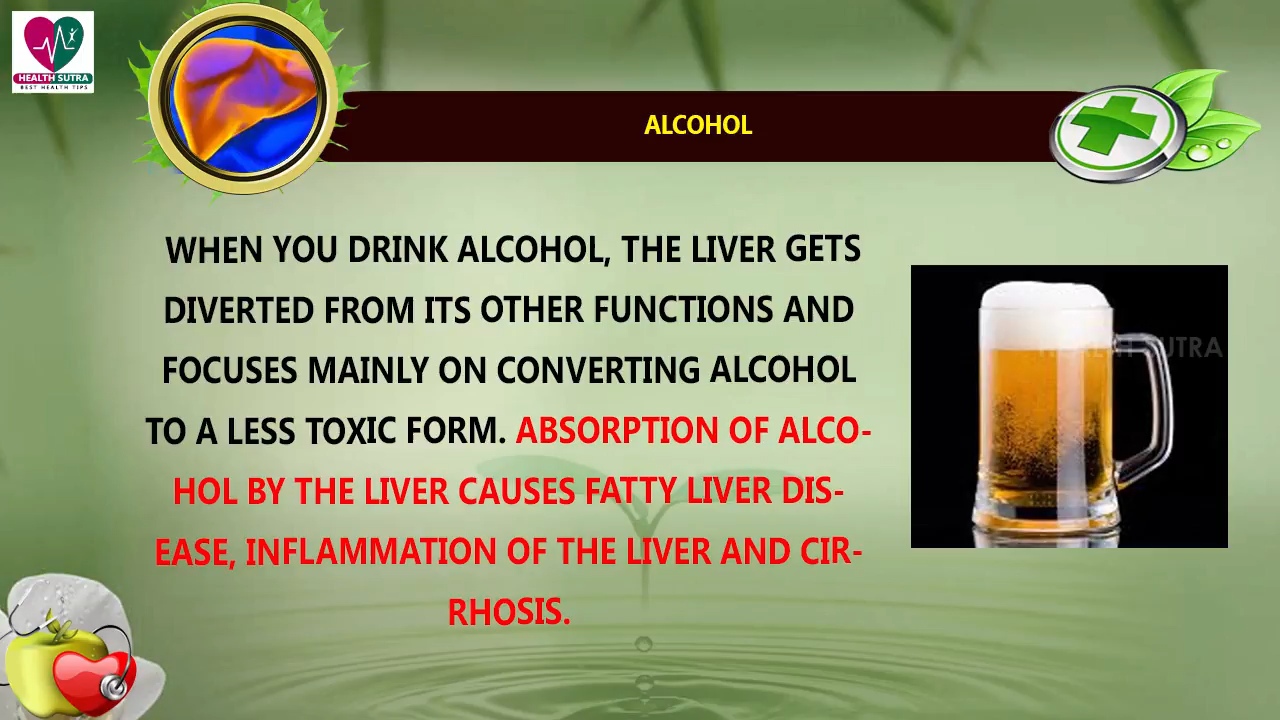 HEALTH SUTRA
BEST HEALTH TIPS
ALCOHOL
WHEN YOU DRINK ALCOHOL, THE LIVER GETS
DIVERTED FROM ITS OTHER FUNCTIONS AND
FOCUSES MAINLY ON CONVERTING ALCOHOL
TO A LESS TOXIC FORM. ABSORPTION OF ALCO-
HOL BY THE LIVER CAUSES FATTY LIVER DIS-
EASE, INFLAMMATION OF THE LIVER AND CIR-
RHOSIS.
HEALTH SUTRA